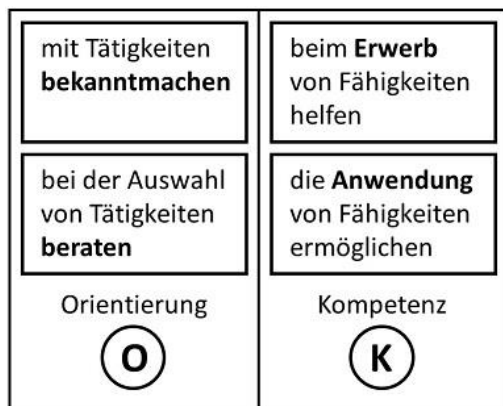 mit Tätigkeiten
bekanntmachen
bei der Auswahl
von Tätigkeiten
beraten
Orientierung
O
beim Erwerb
von Fähigkeiten
helfen
die Anwendung
von Fähigkeiten
ermöglichen
Kompetenz
K